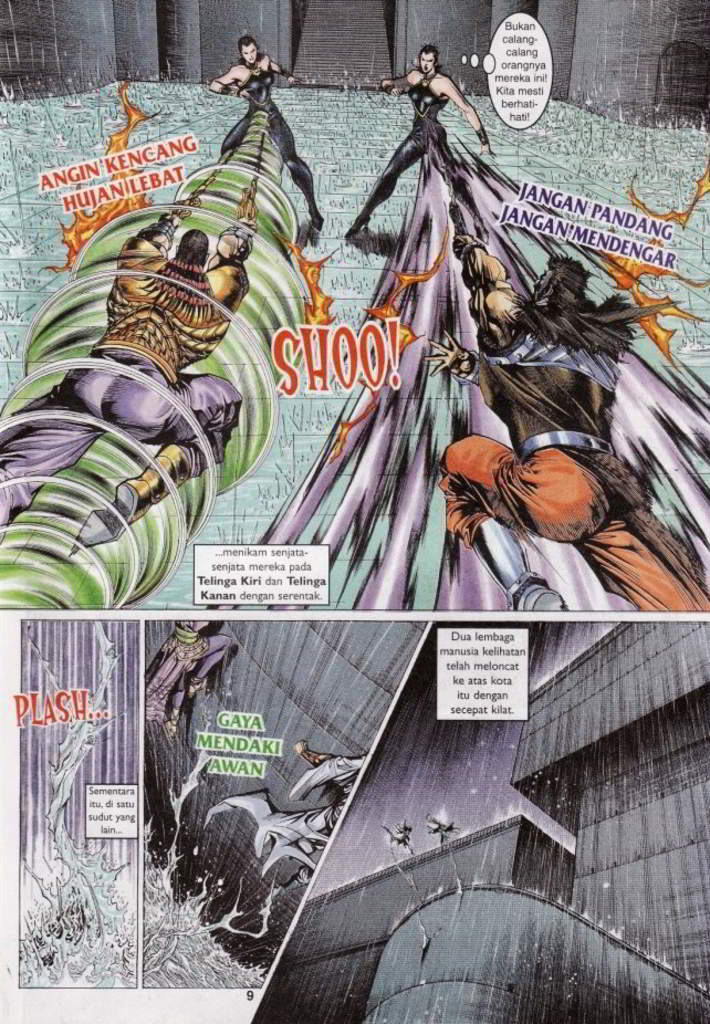 Bukan
calang-
calang
orangnya
mereka ini!
Kita mesti
berhati-
hati!
ANGIN KENCANG
HUJAN LEBAT
JANGAN PANDANG
JANGAN MENDENGAR
SHOO!
...menikam senjata-
senjata mereka pada
Telinga Kiri dan Telinga
Kanan dengan serentak.
PLASH...
Sementara
itu, di satu
sudut yang
lain...
GAYA
MENDAKI
AWAN
Dua lembaga
manusia kelihatan
telah meloncat
ke atas kota
itu dengan
secepat kilat.
9